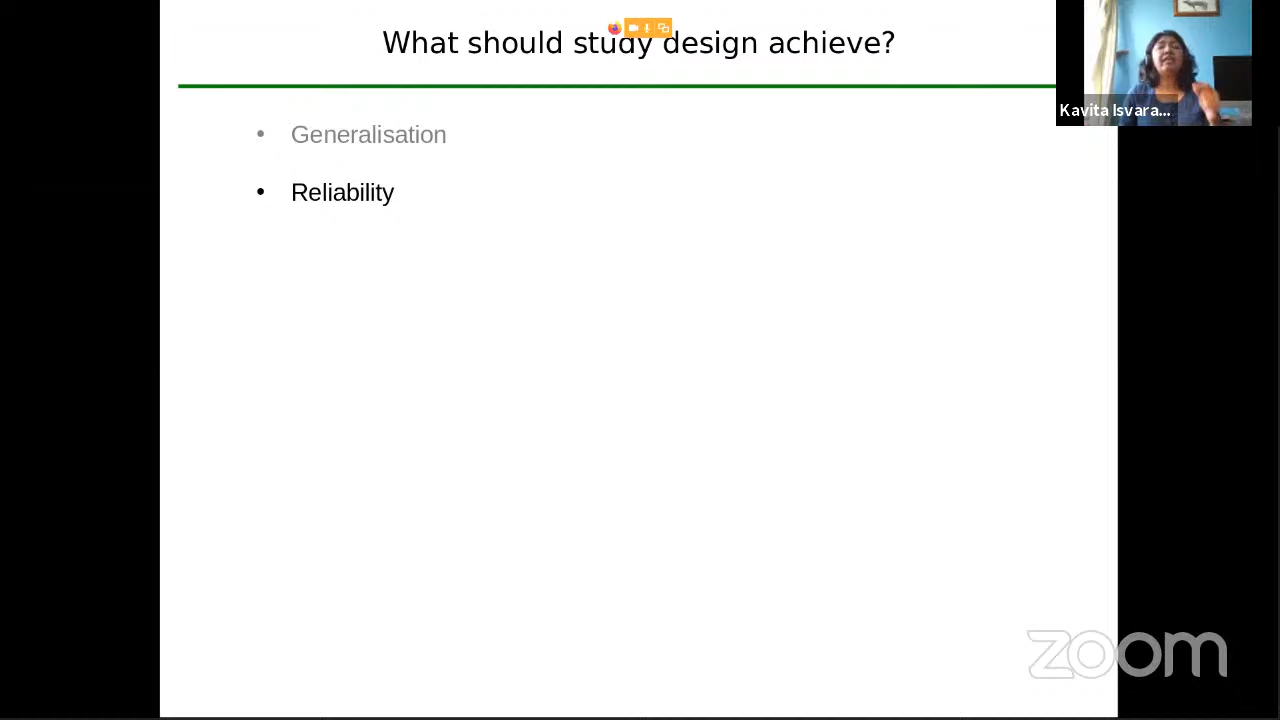 What should study design achieve?
Kavita Isvara...
• Generalisation
• Reliability
zoom